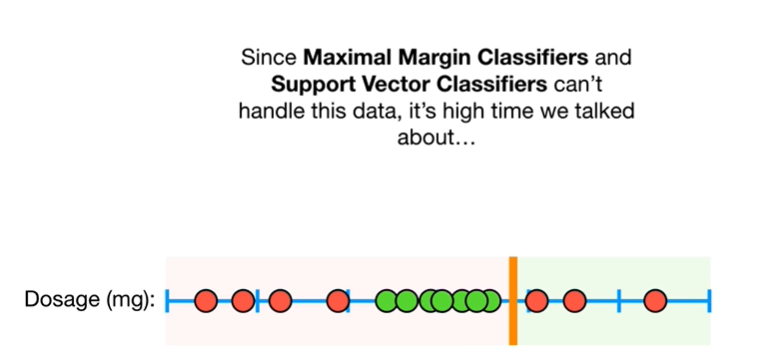 Since Maximal Margin Classifiers and
Support Vector Classifiers can’t
handle this data, it’s high time we talked
about…
Dosage (mg):